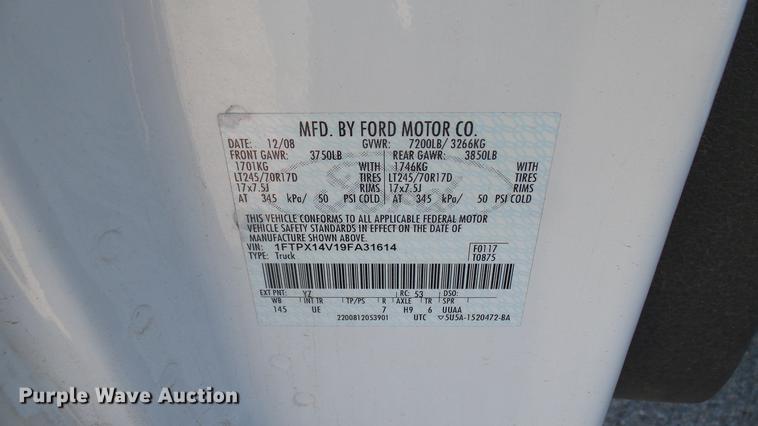 MFD. BY FORD MOTOR CO.
DATE: 12/08 GVWR: 7200LB/ 3266KG
FRONT GAWR: 3750LB REAR GAWR: 3850LB
1701KG WITH 1746KG WITH
LT245/70R17D TIRES LT245/70R17D TIRES
17x7.5J RIMS 17x7.5J RIMS
AT 345 kPa/ 50 PSI COLD AT 345 kPa/ 50 PSI COLD
THIS VEHICLE CONFORMS TO ALL APPLICABLE FEDERAL MOTOR
VEHICLE SAFETY STANDARDS IN EFFECT ON THE DATE OF
MANUFACTURE SHOWN ABOVE.
VIN: 1FTPX14V19FA31614 F0117
TYPE: Truck T0875
EXT PNT: YZ RC: 53 DSO:
WB INT TR TP/PS R AXLE TR SPR
145 UE 7 H9 6 UUAA
2200812053901 UTC ▽5U5A-1520472-BA
Purple Wave Auction